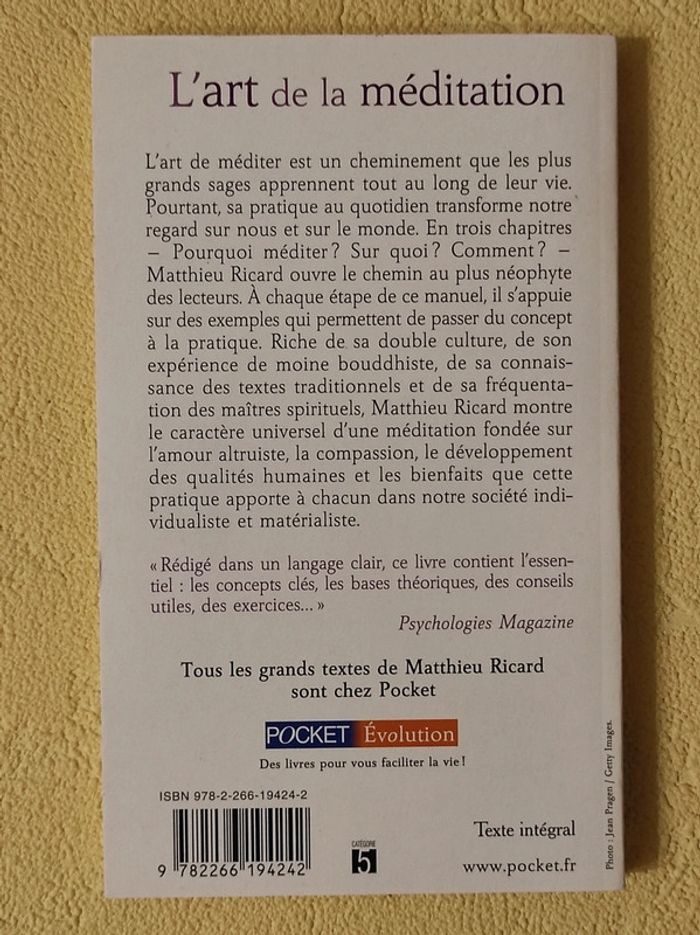 L'art de la méditation
L'art de méditer est un cheminement que les plus
grands sages apprennent tout au long de leur vie.
Pourtant, sa pratique au quotidien transforme notre
regard sur nous et sur le monde. En trois chapitres
– Pourquoi méditer ? Sur quoi ? Comment ? –
Matthieu Ricard ouvre le chemin au plus néophyte
des lecteurs. À chaque étape de ce manuel, il s'appuie
sur des exemples qui permettent de passer du concept
à la pratique. Riche de sa double culture, de son
expérience de moine bouddhiste, de sa connais-
sance des textes traditionnels et de sa fréquenta-
tion des maîtres spirituels, Matthieu Ricard montre
le caractère universel d'une méditation fondée sur
l'amour altruiste, la compassion, le développement
des qualités humaines et les bienfaits que cette
pratique apporte à chacun dans notre société indi-
vidualiste et matérialiste.
« Rédigé dans un langage clair, ce livre contient l'essen-
tiel : les concepts clés, les bases théoriques, des conseils
utiles, des exercices... »
Psychologies Magazine
Tous les grands textes de Matthieu Ricard
sont chez Pocket
POCKET Évolution
Des livres pour vous faciliter la vie !
ISBN 978-2-266-19424-2
9 782266 194242
CATÉGORIE
5
Texte intégral
www.pocket.fr
Photo : Jean Pragen / Getty Images.